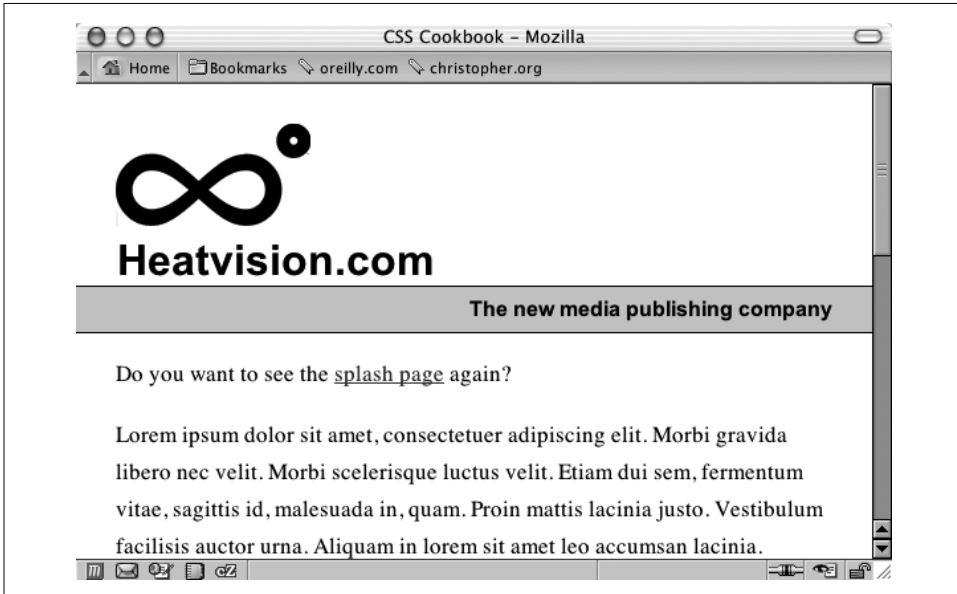 CSS Cookbook – Mozilla
Home Bookmarks oreilly.com christopher.org
Heatvision.com
The new media publishing company
Do you want to see the splash page again?
Lorem ipsum dolor sit amet, consectetuer adipiscing elit. Morbi gravida
libero nec velit. Morbi scelerisque luctus velit. Etiam dui sem, fermentum
vitae, sagittis id, malesuada in, quam. Proin mattis lacinia justo. Vestibulum
facilisis auctor urna. Aliquam in lorem sit amet leo accumsan lacinia.